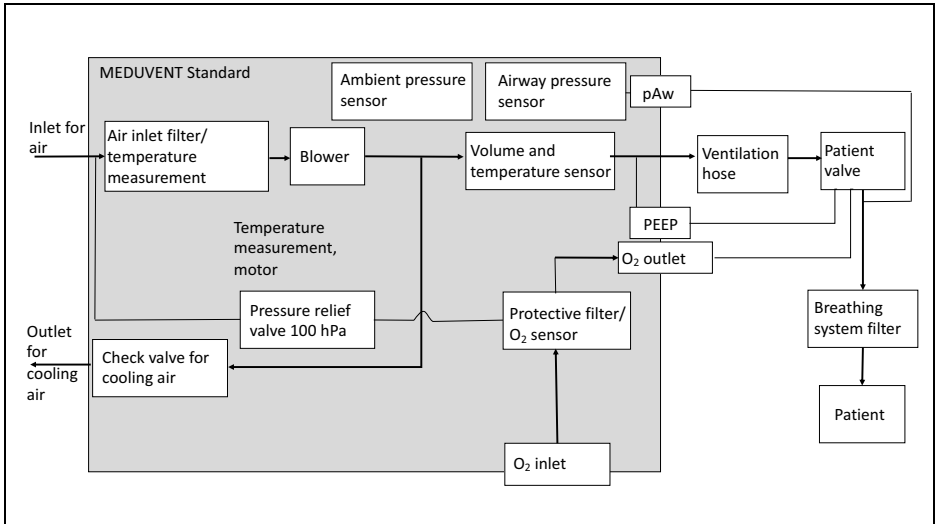 MEDUVENT Standard
Ambient pressure
sensor
Airway pressure
sensor
pAw
Inlet for
air
Air inlet filter/
temperature
measurement
Blower
Volume and
temperature sensor
Ventilation
hose
Patient
valve
Temperature
measurement,
motor
PEEP
O₂ outlet
Pressure relief
valve 100 hPa
Protective filter/
O₂ sensor
Breathing
system filter
Outlet
for
cooling
air
Check valve for
cooling air
Patient
O₂ inlet